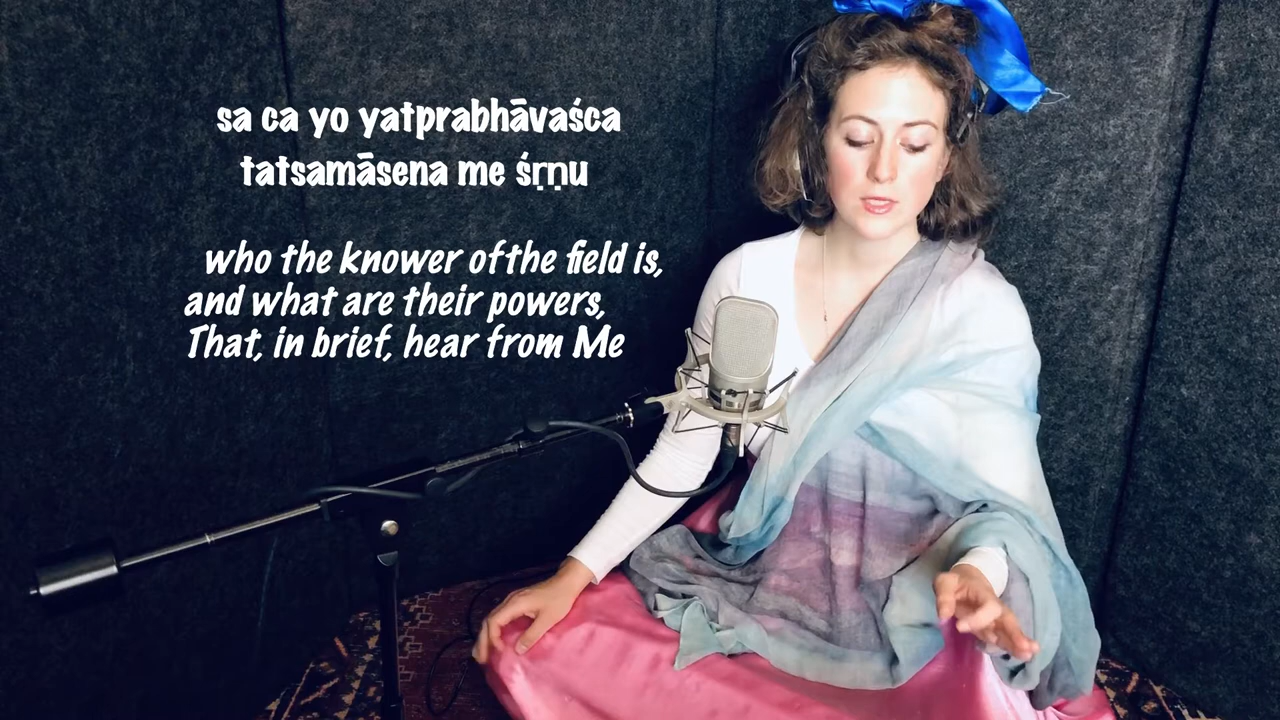 sa ca yo yatprabhāvaśca
tatsamāsena me śṛṇu
who the knower of the field is,
and what are their powers,
That, in brief, hear from Me